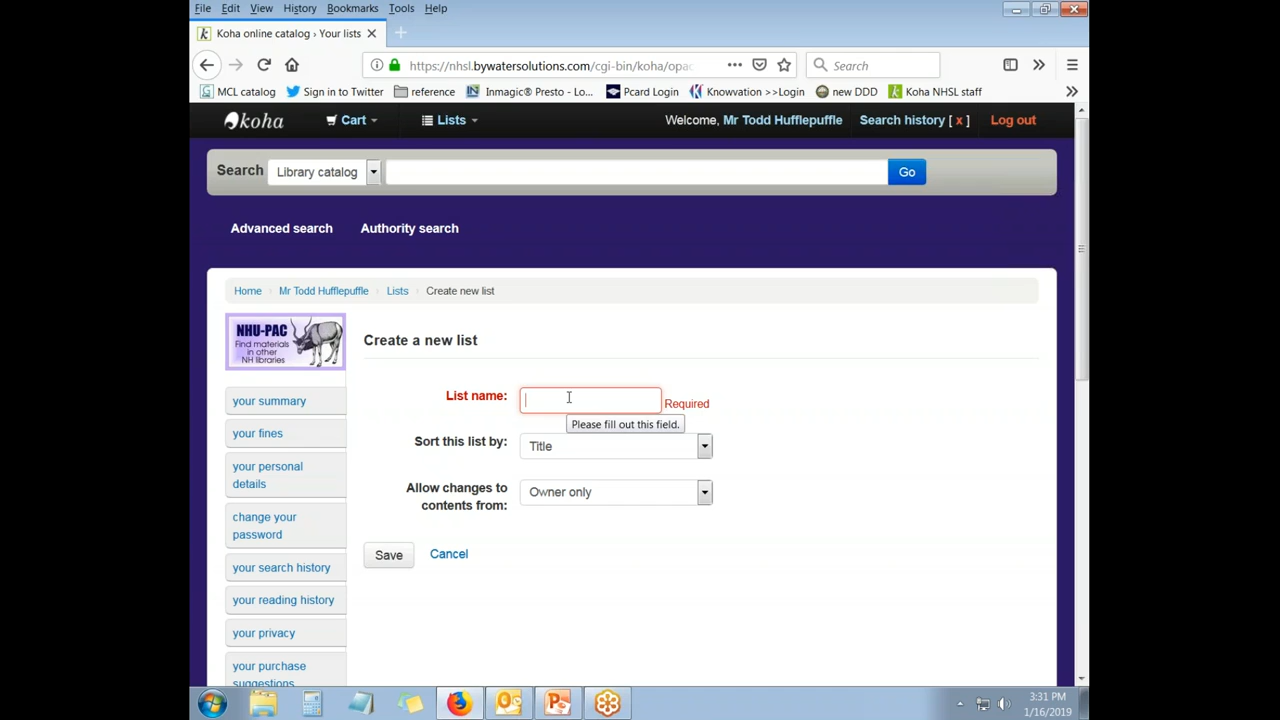 File Edit View History Bookmarks Tools Help
Koha online catalog › Your lists
https://nhsl.bywatersolutions.com/cgi-bin/koha/opac
Search
MCL catalog Sign in to Twitter reference Inmagic® Presto - Lo... Pcard Login Knowvation >>Login new DDD Koha NHSL staff
koha Cart Lists Welcome, Mr Todd Hufflepuffle Search history [ x ] Log out
Search Library catalog Go
Advanced search Authority search
Home Mr Todd Hufflepuffle Lists Create new list
NHU-PAC
Find materials
in other
NH libraries
Create a new list
List name: Required
Please fill out this field.
Sort this list by: Title
Allow changes to
contents from: Owner only
Save Cancel
your summary
your fines
your personal
details
change your
password
your search history
your reading history
your privacy
your purchase
suggestions
3:31 PM
1/16/2019